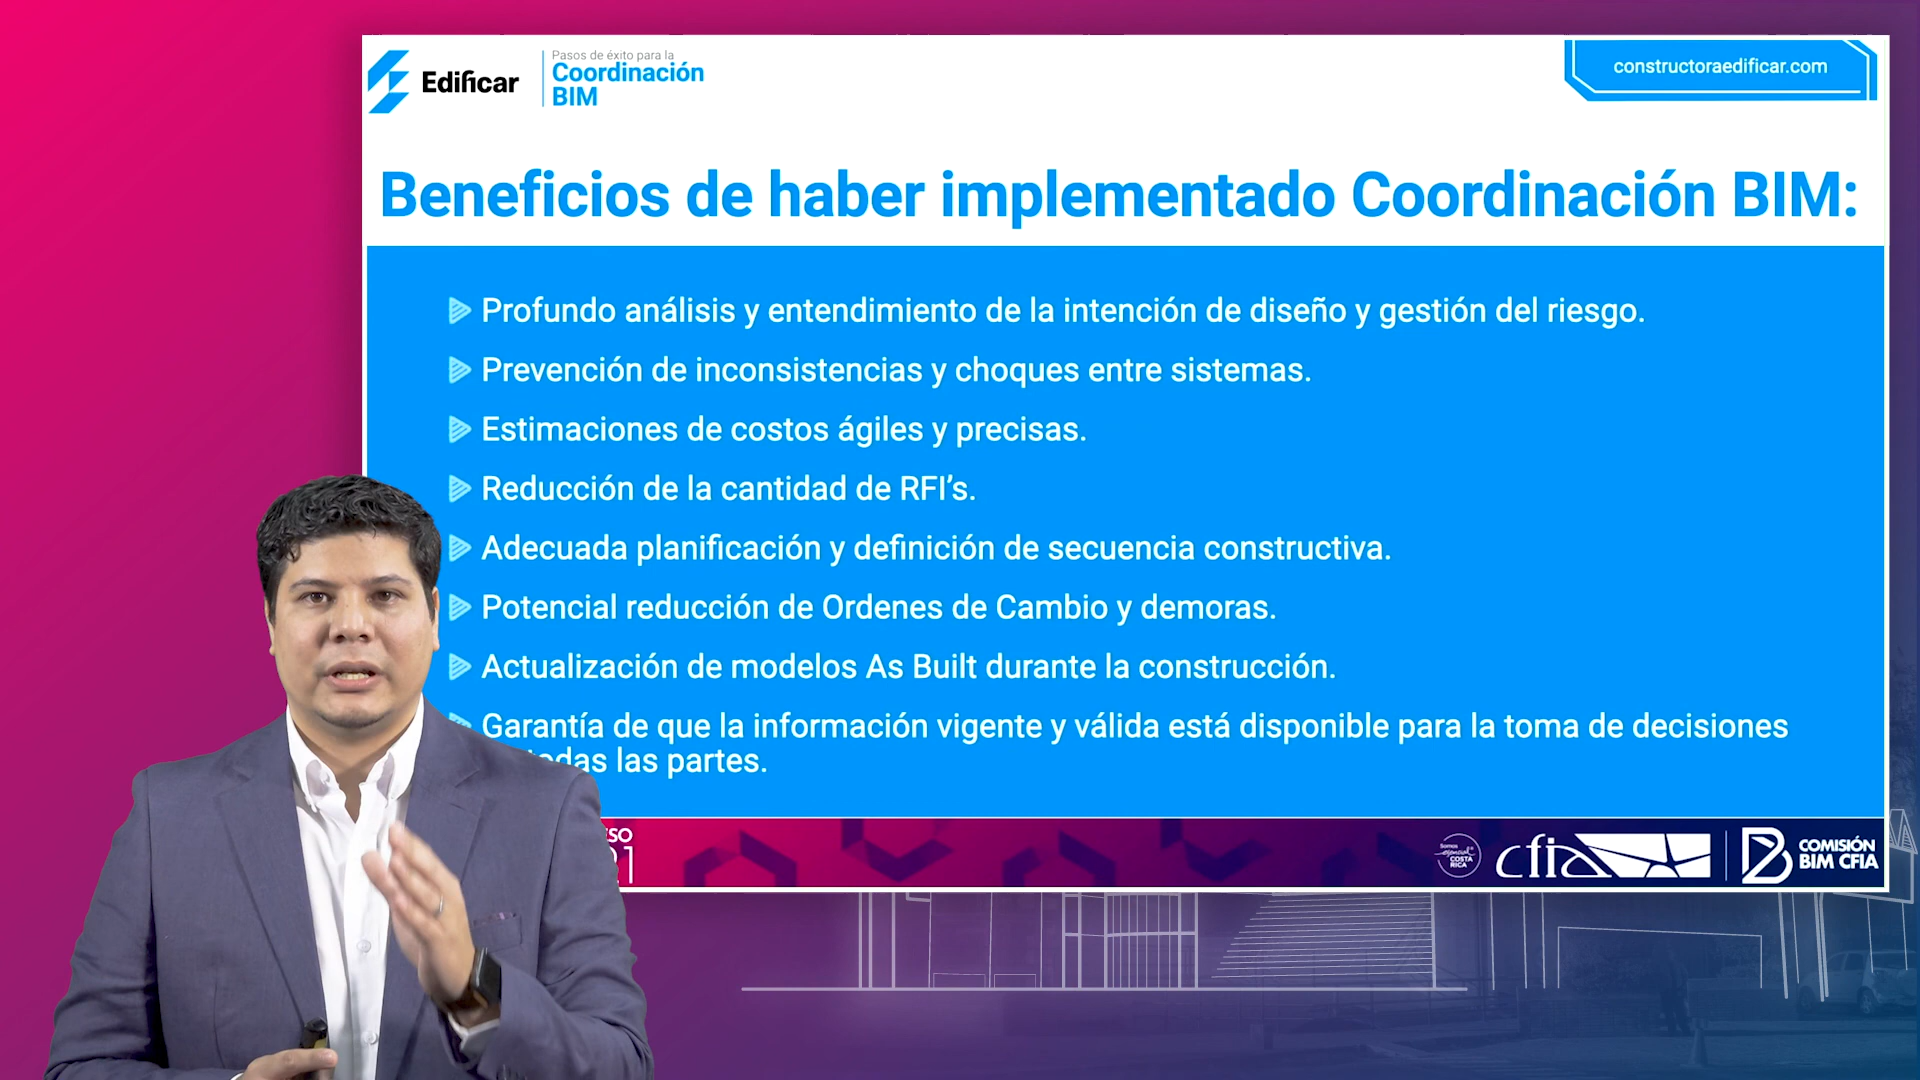 Edificar
Pasos de éxito para la
Coordinación
BIM
constructoraedificar.com
Beneficios de haber implementado Coordinación BIM:
Profundo análisis y entendimiento de la intención de diseño y gestión del riesgo.
Prevención de inconsistencias y choques entre sistemas.
Estimaciones de costos ágiles y precisas.
Reducción de la cantidad de RFI’s.
Adecuada planificación y definición de secuencia constructiva.
Potencial reducción de Ordenes de Cambio y demoras.
Actualización de modelos As Built durante la construcción.
Garantía de que la información vigente y válida está disponible para la toma de decisiones
las partes.
Somos
esencial
COSTA
RICA
cfia
COMISIÓN
BIM CFIA